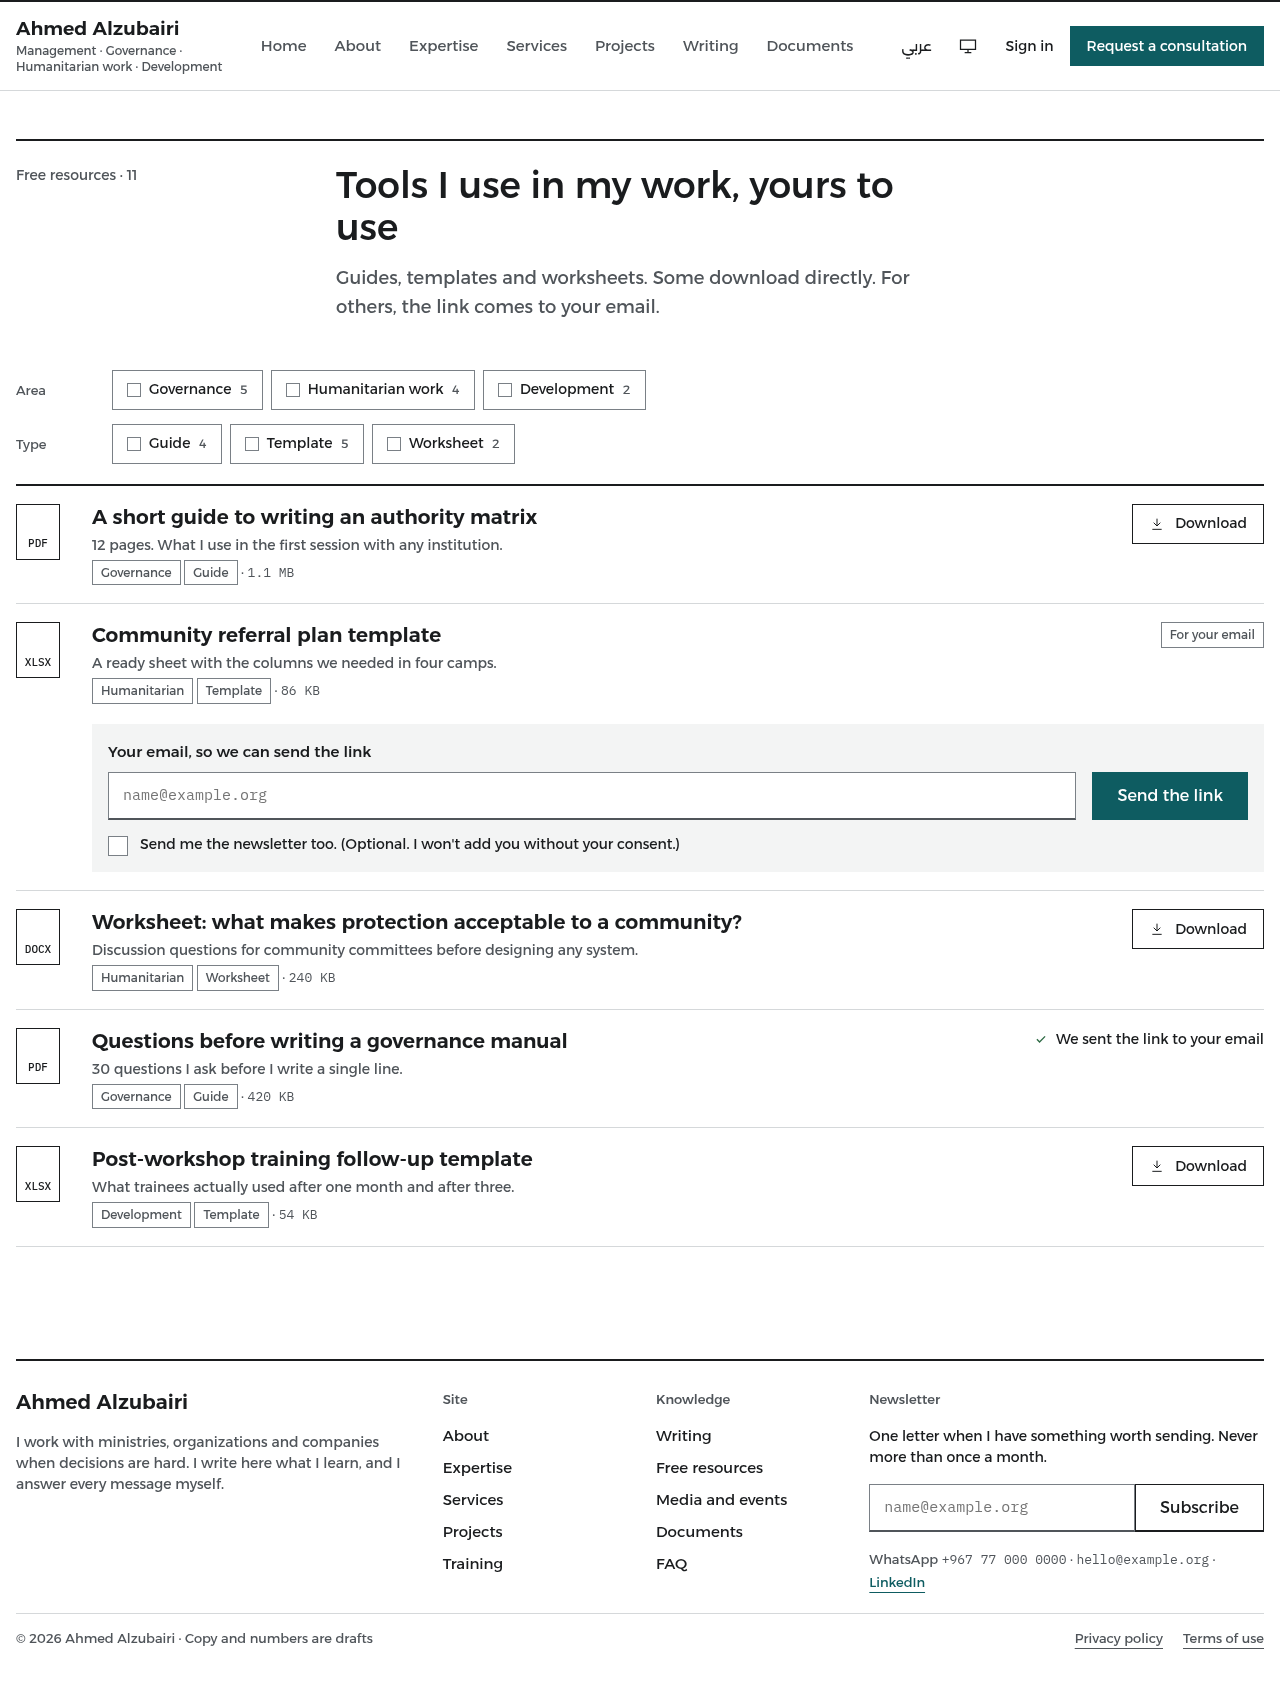 Ahmed Alzubairi
Management · Governance ·
Humanitarian work · Development
Home
About
Expertise
Services
Projects
Writing
Documents
عربي
Sign in
Request a consultation
Free resources · 11
Tools I use in my work, yours to
use
Guides, templates and worksheets. Some download directly. For
others, the link comes to your email.
Area
Governance 5
Humanitarian work 4
Development 2
Type
Guide 4
Template 5
Worksheet 2
PDF
A short guide to writing an authority matrix
12 pages. What I use in the first session with any institution.
Governance Guide · 1.1 MB
Download
XLSX
Community referral plan template
A ready sheet with the columns we needed in four camps.
Humanitarian Template · 86 KB
For your email
Your email, so we can send the link
name@example.org
Send the link
Send me the newsletter too. (Optional. I won't add you without your consent.)
DOCX
Worksheet: what makes protection acceptable to a community?
Discussion questions for community committees before designing any system.
Humanitarian Worksheet · 240 KB
Download
PDF
Questions before writing a governance manual
30 questions I ask before I write a single line.
Governance Guide · 420 KB
We sent the link to your email
XLSX
Post-workshop training follow-up template
What trainees actually used after one month and after three.
Development Template · 54 KB
Download
Ahmed Alzubairi
I work with ministries, organizations and companies
when decisions are hard. I write here what I learn, and I
answer every message myself.
Site
About
Expertise
Services
Projects
Training
Knowledge
Writing
Free resources
Media and events
Documents
FAQ
Newsletter
One letter when I have something worth sending. Never
more than once a month.
name@example.org
Subscribe
WhatsApp +967 77 000 0000 · hello@example.org ·
LinkedIn
© 2026 Ahmed Alzubairi · Copy and numbers are drafts
Privacy policy
Terms of use